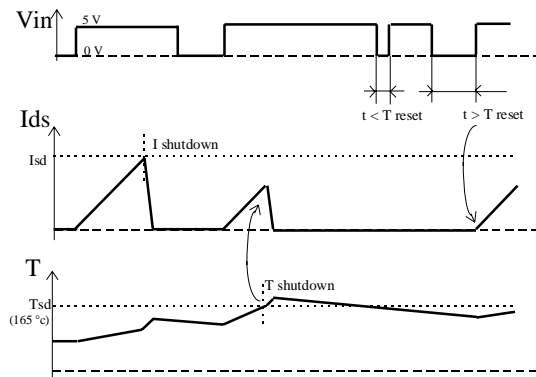 Vin
5 V
0 V
t < T reset
t > T reset
Ids
Isd
I shutdown
T
T shutdown
Tsd
(165 °c)